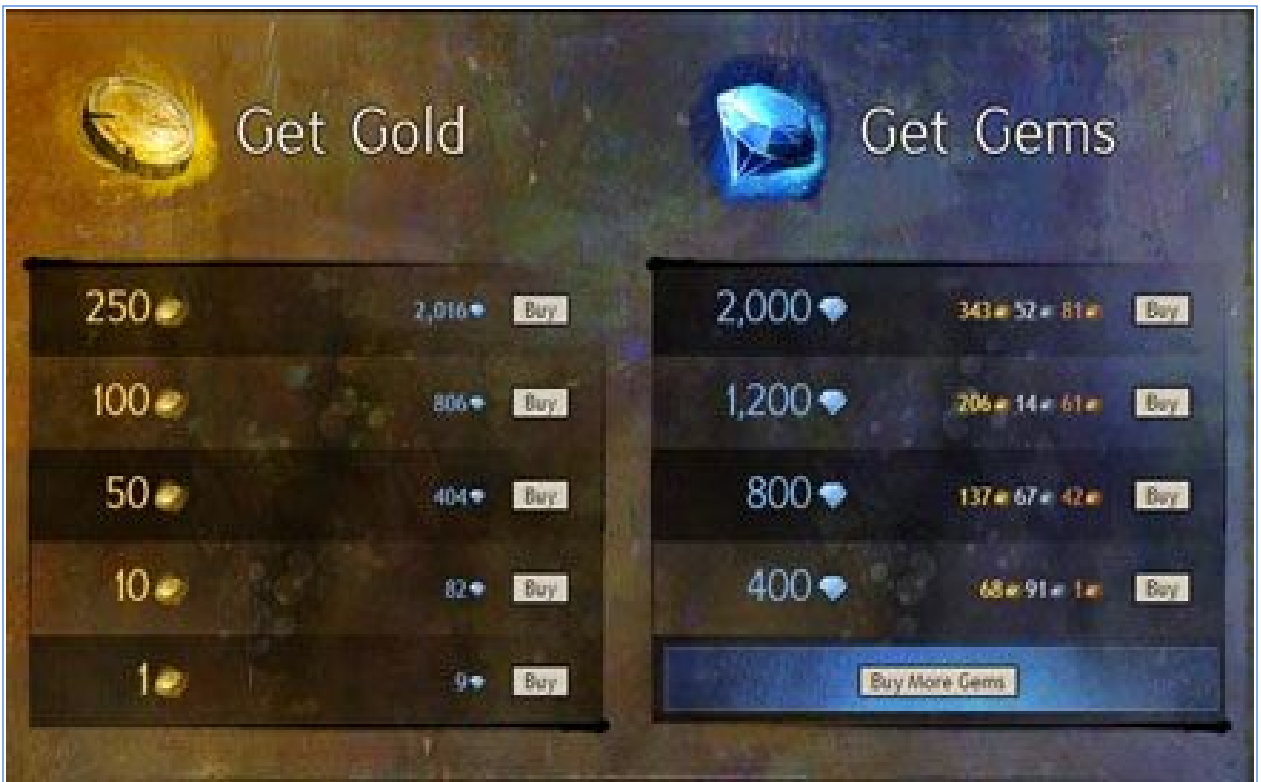 Get Gold
250 2,016 Buy
100 806 Buy
50 404 Buy
10 82 Buy
1 9 Buy
Get Gems
2,000 343 52 81 Buy
1,200 206 14 61 Buy
800 137 67 42 Buy
400 68 91 1 Buy
Buy More Gems